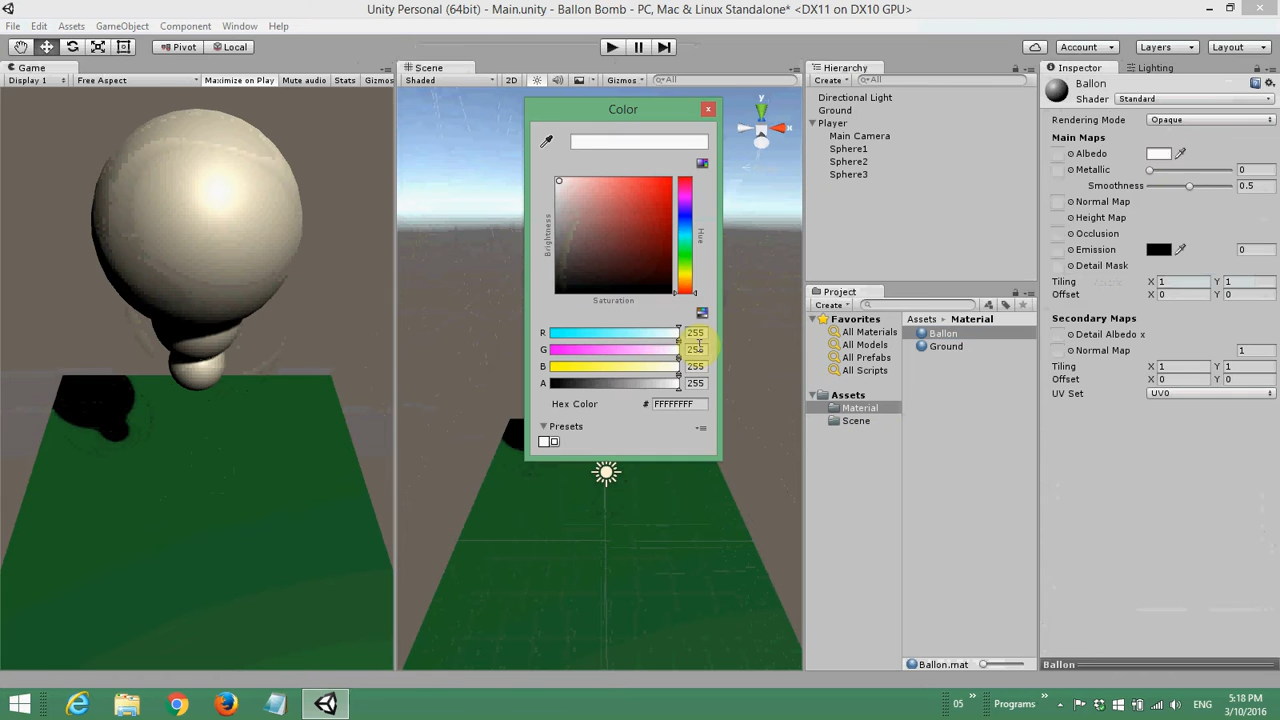 Unity Personal (64bit) - Main.unity - Ballon Bomb - PC, Mac & Linux Standalone* <DX11 on DX10 GPU>
File Edit Assets GameObject Component Window Help
Pivot Local Account Layers Layout
Game
Display 1 Free Aspect Maximize on Play Mute audio Stats Gizmos
Scene
Shaded 2D Gizmos All
y
x
Color
Brightness
Hue
Saturation
R 255
G 255
B 255
A 255
Hex Color # FFFFFFFF
Presets
Hierarchy
Create All
Directional Light
Ground
Player
Main Camera
Sphere1
Sphere2
Sphere3
Project
Create
Favorites
All Materials
All Models
All Prefabs
All Scripts
Assets
Material
Scene
Assets Material
Ballon
Ground
Ballon.mat
Inspector Lighting
Ballon
Shader Standard
Rendering Mode Opaque
Main Maps
Albedo
Metallic 0
Smoothness 0.5
Normal Map
Height Map
Occlusion
Emission 0
Detail Mask
Tiling X 1 Y 1
Offset X 0 Y 0
Secondary Maps
Detail Albedo x
Normal Map 1
Tiling X 1 Y 1
Offset X 0 Y 0
UV Set UV0
Ballon
05 Programs
5:18 PM
3/10/2016